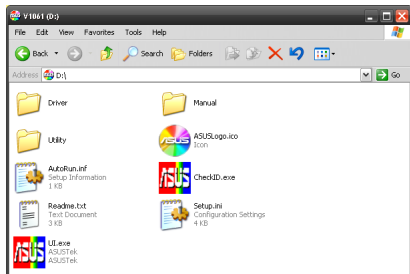 V1061 (D:)
File Edit View Favorites Tools Help
Back Search Folders
Address D:\ Go
Driver Manual
Utility ASUSLogo.ico
Icon
AutoRun.inf CheckID.exe
Setup Information
1 KB
Readme.txt Setup.ini
Text Document Configuration Settings
3 KB 4 KB
UI.exe
ASUSTek
ASUSTek